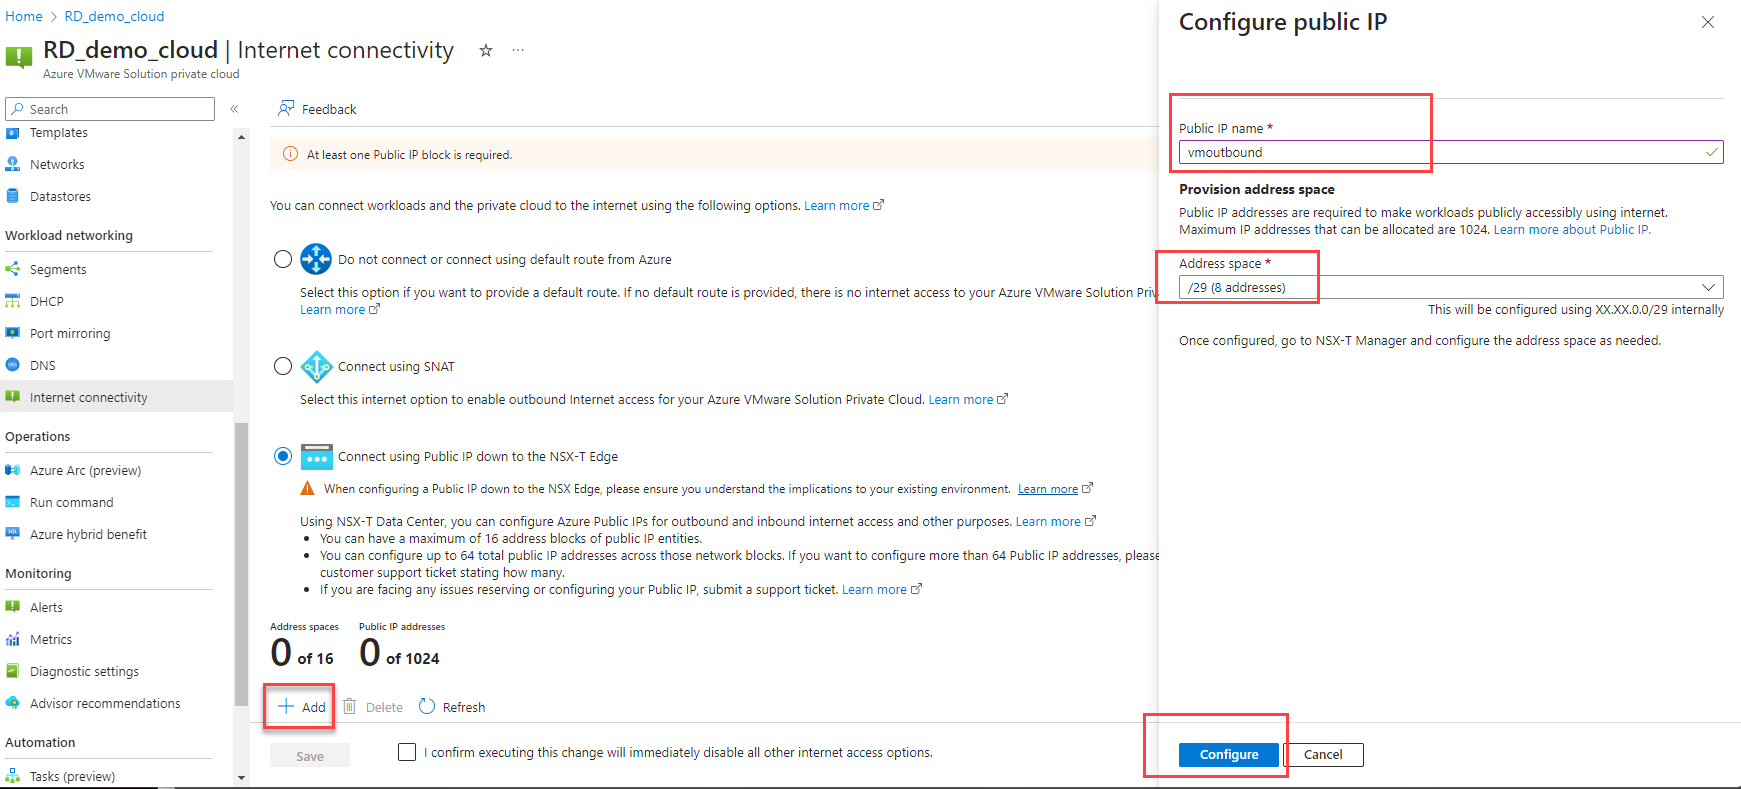 Home > RD_demo_cloud
RD_demo_cloud | Internet connectivity
Azure VMware Solution private cloud
Search
Templates
Networks
Datastores
Workload networking
Segments
DHCP
Port mirroring
DNS
Internet connectivity
Operations
Azure Arc (preview)
Run command
Azure hybrid benefit
Monitoring
Alerts
Metrics
Diagnostic settings
Advisor recommendations
Automation
Tasks (preview)
Feedback
At least one Public IP block is required.
You can connect workloads and the private cloud to the internet using the following options. Learn more
Do not connect or connect using default route from Azure
Select this option if you want to provide a default route. If no default route is provided, there is no internet access to your Azure VMware Solution Priv
Learn more
Connect using SNAT
Select this internet option to enable outbound Internet access for your Azure VMware Solution Private Cloud. Learn more
Connect using Public IP down to the NSX-T Edge
When configuring a Public IP down to the NSX Edge, please ensure you understand the implications to your existing environment. Learn more
Using NSX-T Data Center, you can configure Azure Public IPs for outbound and inbound internet access and other purposes. Learn more
• You can have a maximum of 16 address blocks of public IP entities.
• You can configure up to 64 total public IP addresses across those network blocks. If you want to configure more than 64 Public IP addresses, please
customer support ticket stating how many.
• If you are facing any issues reserving or configuring your Public IP, submit a support ticket. Learn more
Address spaces Public IP addresses
0 of 16 0 of 1024
Add Delete Refresh
Save
I confirm executing this change will immediately disable all other internet access options.
Configure public IP
Public IP name *
vmoutbound
Provision address space
Public IP addresses are required to make workloads publicly accessibly using internet.
Maximum IP addresses that can be allocated are 1024. Learn more about Public IP.
Address space *
/29 (8 addresses)
This will be configured using XX.XX.0.0/29 internally
Once configured, go to NSX-T Manager and configure the address space as needed.
Configure Cancel